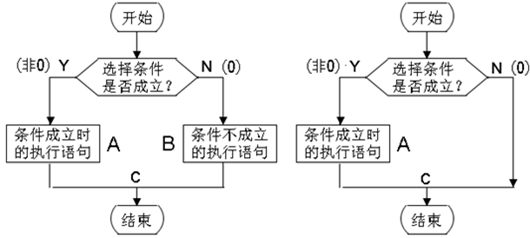 开始
(非0) Y
选择条件
是否成立？
N (0)
条件成立时
的执行语句
A
B
条件不成立
的执行语句
C
结束
开始
(非0) Y
选择条件
是否成立？
N (0)
条件成立时
的执行语句
A
C
结束